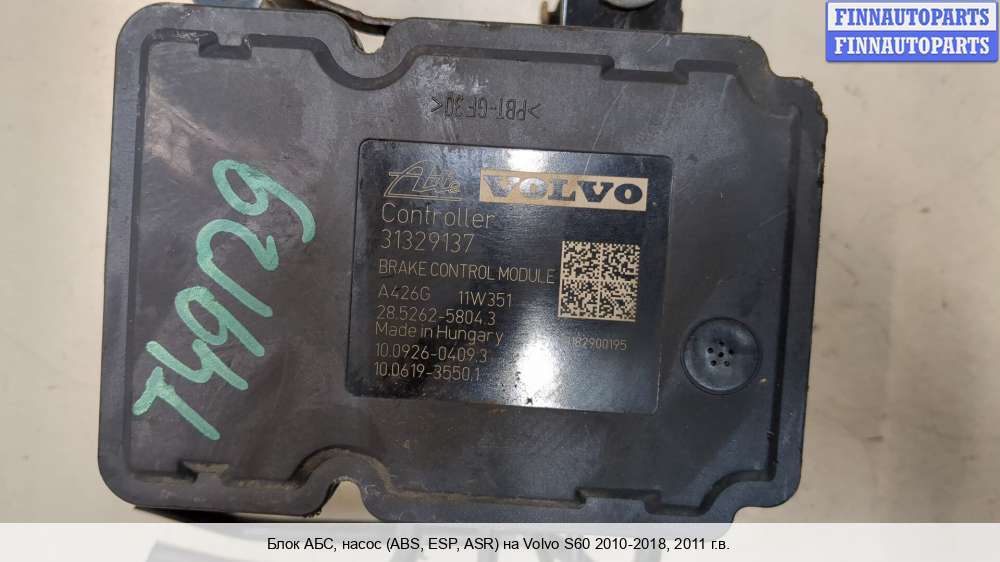 FINNAUTOPARTS
FINNAUTOPARTS
>PBT-GF30<
Ate VOLVO
Controller
31329137
BRAKE CONTROL MODULE
A426G 11W351
28.5262-5804.3
Made in Hungary
10.0926-0409.3
10.0619-3550.1
T49/29
Блок АБС, насос (ABS, ESP, ASR) на Volvo S60 2010-2018, 2011 г.в.